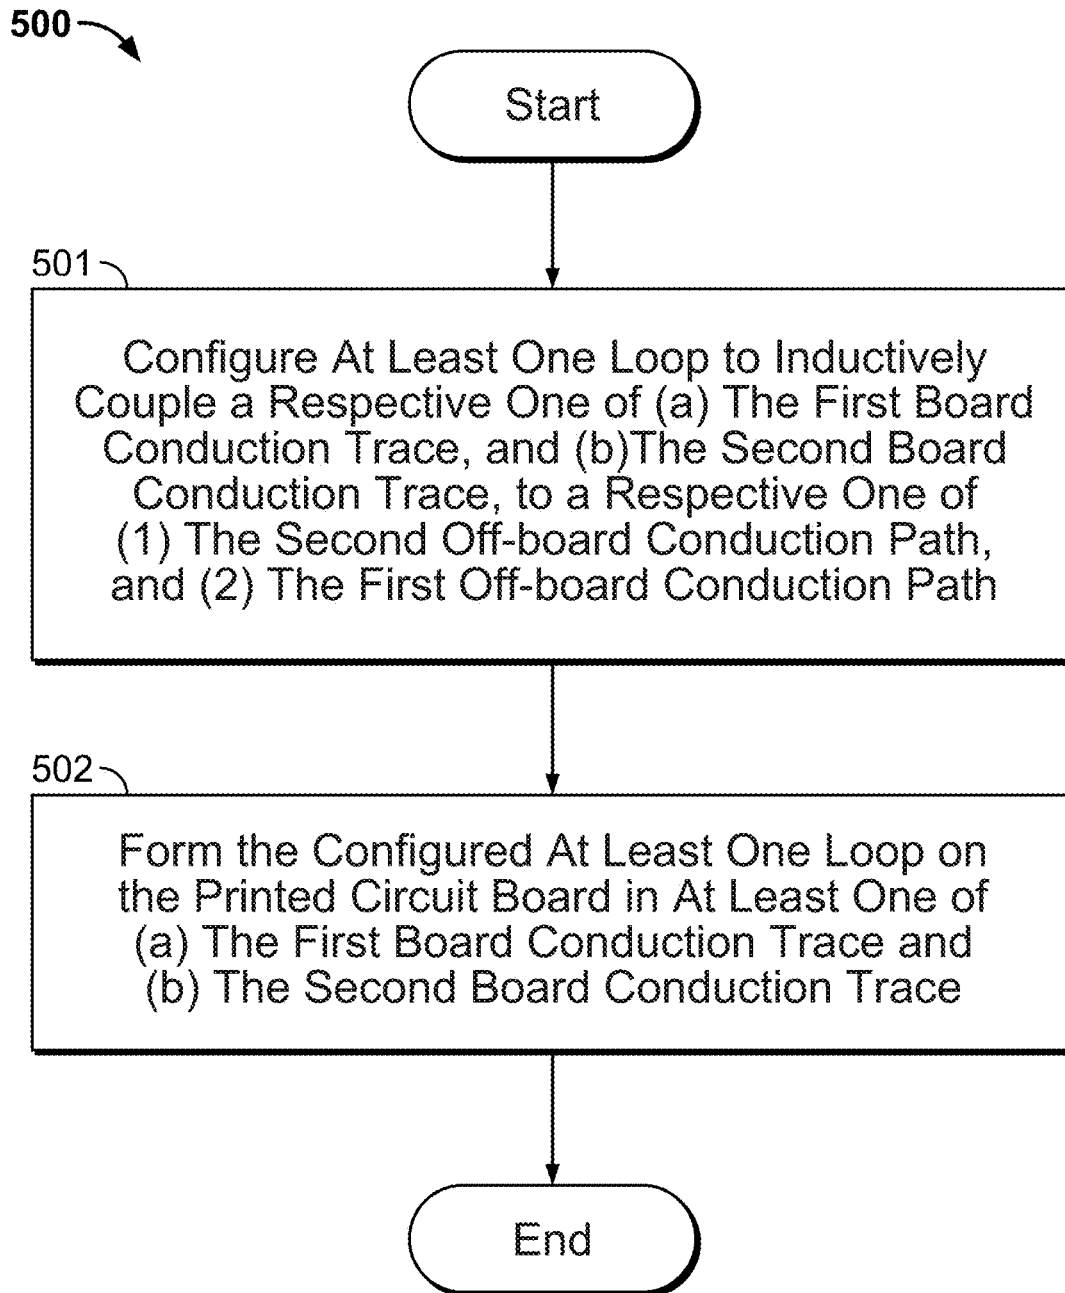 500
Start
501
Configure At Least One Loop to Inductively
Couple a Respective One of (a) The First Board
Conduction Trace, and (b)The Second Board
Conduction Trace, to a Respective One of
(1) The Second Off-board Conduction Path,
and (2) The First Off-board Conduction Path
502
Form the Configured At Least One Loop on
the Printed Circuit Board in At Least One of
(a) The First Board Conduction Trace and
(b) The Second Board Conduction Trace
End